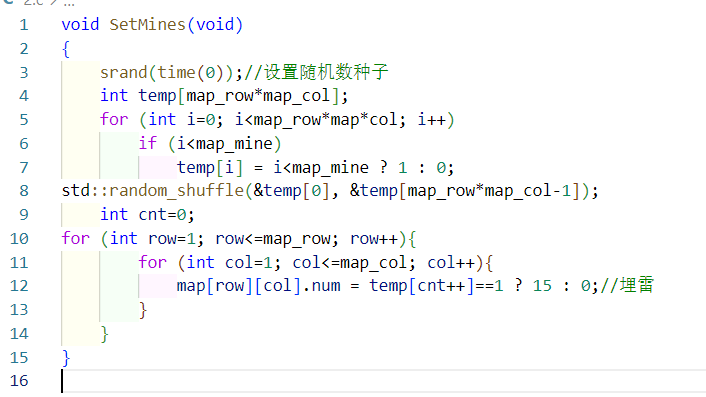 2.c > ...
1 void SetMines(void)
2 {
3     srand(time(0));//设置随机数种子
4     int temp[map_row*map_col];
5     for (int i=0; i<map_row*map*col; i++)
6         if (i<map_mine)
7             temp[i] = i<map_mine ? 1 : 0;
8 std::random_shuffle(&temp[0], &temp[map_row*map_col-1]);
9     int cnt=0;
10 for (int row=1; row<=map_row; row++){
11         for (int col=1; col<=map_col; col++){
12             map[row][col].num = temp[cnt++]==1 ? 15 : 0;//埋雷
13         }
14     }
15 }
16